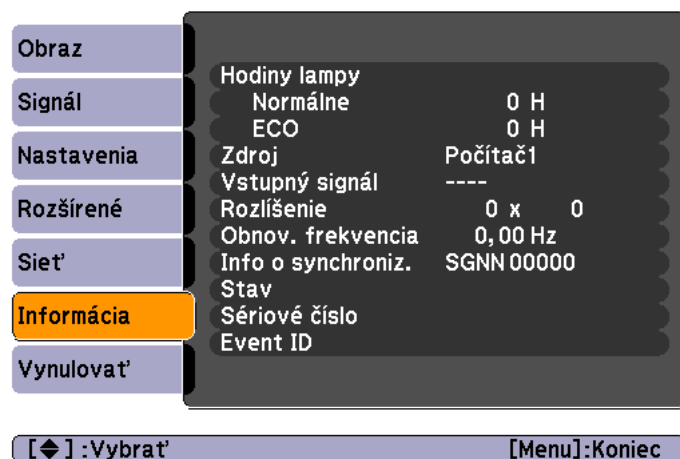 Obraz
Signál
Nastavenia
Rozšírené
Sieť
Informácia
Vynulovať
Hodiny lampy
Normálne 0 H
ECO 0 H
Zdroj Počítač1
Vstupný signál ----
Rozlíšenie 0 x 0
Obnov. frekvencia 0,00 Hz
Info o synchroniz. SGNN 00000
Stav
Sériové číslo
Event ID
[◆] :Vybrať [Menu]:Koniec